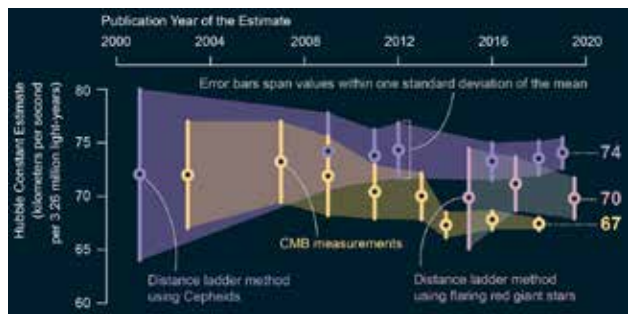 Publication Year of the Estimate
2000 2004 2008 2012 2016 2020
Error bars span values within one standard deviation of the mean
Hubble Constant Estimate
(kilometers per second
per 3.26 million light-years)
80
75
70
65
60
74
70
67
CMB measurements
Distance ladder method
using Cepheids
Distance ladder method
using flaring red giant stars